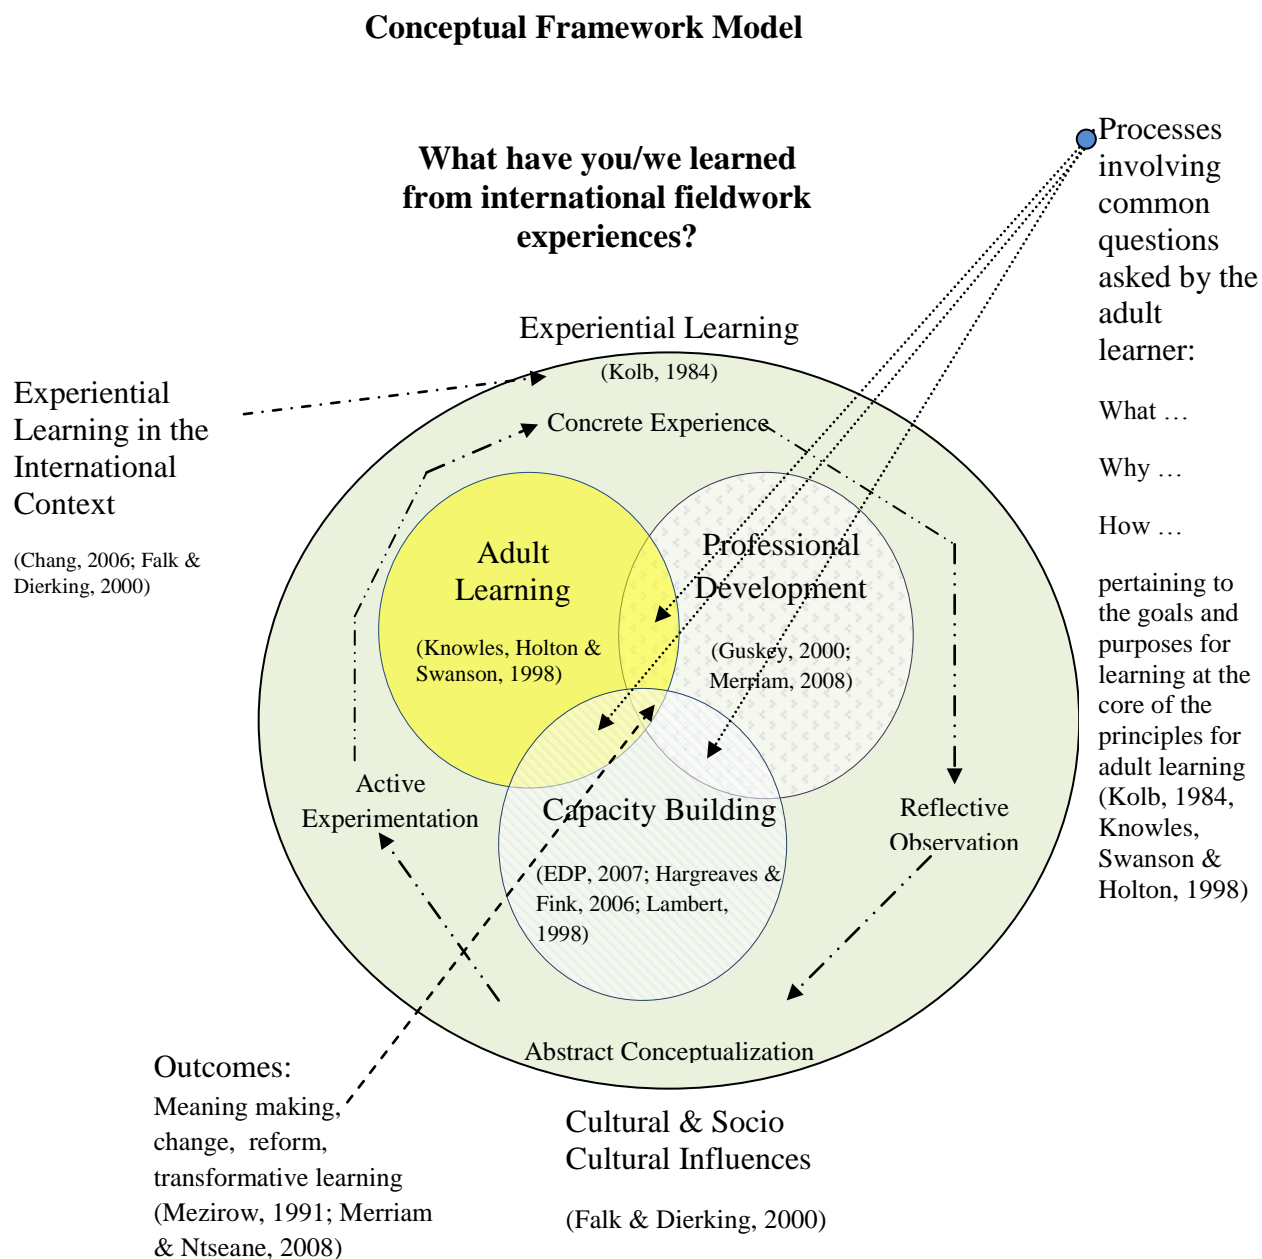 Conceptual Framework Model
What have you/we learned
from international fieldwork
experiences?
Processes
involving
common
questions
asked by the
adult
learner:
What …
Why …
How …
pertaining to
the goals and
purposes for
learning at the
core of the
principles for
adult learning
(Kolb, 1984,
Knowles,
Swanson &
Holton, 1998)
Experiential Learning
(Kolb, 1984)
Experiential
Learning in the
International
Context
(Chang, 2006; Falk &
Dierking, 2000)
Concrete Experience
Adult
Learning
(Knowles, Holton &
Swanson, 1998)
Professional
Development
(Guskey, 2000;
Merriam, 2008)
Active
Experimentation
Capacity Building
(EDP, 2007; Hargreaves &
Fink, 2006; Lambert,
1998)
Reflective
Observation
Abstract Conceptualization
Outcomes:
Meaning making,
change, reform,
transformative learning
(Mezirow, 1991; Merriam
& Ntseane, 2008)
Cultural & Socio
Cultural Influences
(Falk & Dierking, 2000)